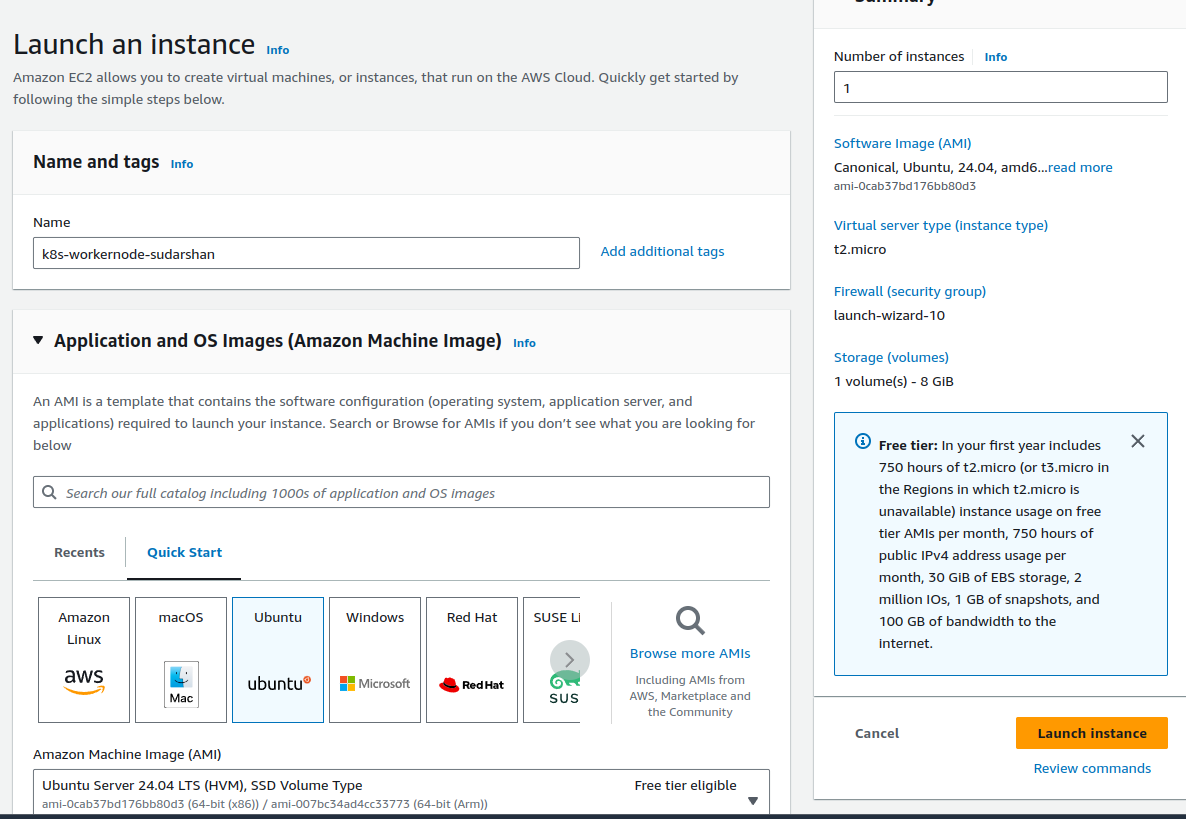 Launch an instance Info
Amazon EC2 allows you to create virtual machines, or instances, that run on the AWS Cloud. Quickly get started by
following the simple steps below.
Name and tags Info
Name
k8s-workernode-sudarshan
Add additional tags
Application and OS Images (Amazon Machine Image) Info
An AMI is a template that contains the software configuration (operating system, application server, and
applications) required to launch your instance. Search or Browse for AMIs if you don't see what you are looking for
below
Search our full catalog including 1000s of application and OS images
Recents
Quick Start
Amazon
Linux
aws
macOS
Mac
Ubuntu
ubuntu
Windows
Microsoft
Red Hat
Red Hat
SUSE Li
SUS
Browse more AMIs
Including AMIs from
AWS, Marketplace and
the Community
Amazon Machine Image (AMI)
Ubuntu Server 24.04 LTS (HVM), SSD Volume Type
Free tier eligible
ami-0cab37bd176bb80d3 (64-bit (x86)) / ami-007bc34ad4cc33773 (64-bit (Arm))
Summary
Number of instances Info
1
Software Image (AMI)
Canonical, Ubuntu, 24.04, amd6...read more
ami-0cab37bd176bb80d3
Virtual server type (instance type)
t2.micro
Firewall (security group)
launch-wizard-10
Storage (volumes)
1 volume(s) - 8 GiB
Free tier: In your first year includes
750 hours of t2.micro (or t3.micro in
the Regions in which t2.micro is
unavailable) instance usage on free
tier AMIs per month, 750 hours of
public IPv4 address usage per
month, 30 GiB of EBS storage, 2
million IOs, 1 GB of snapshots, and
100 GB of bandwidth to the
internet.
Cancel
Launch instance
Review commands